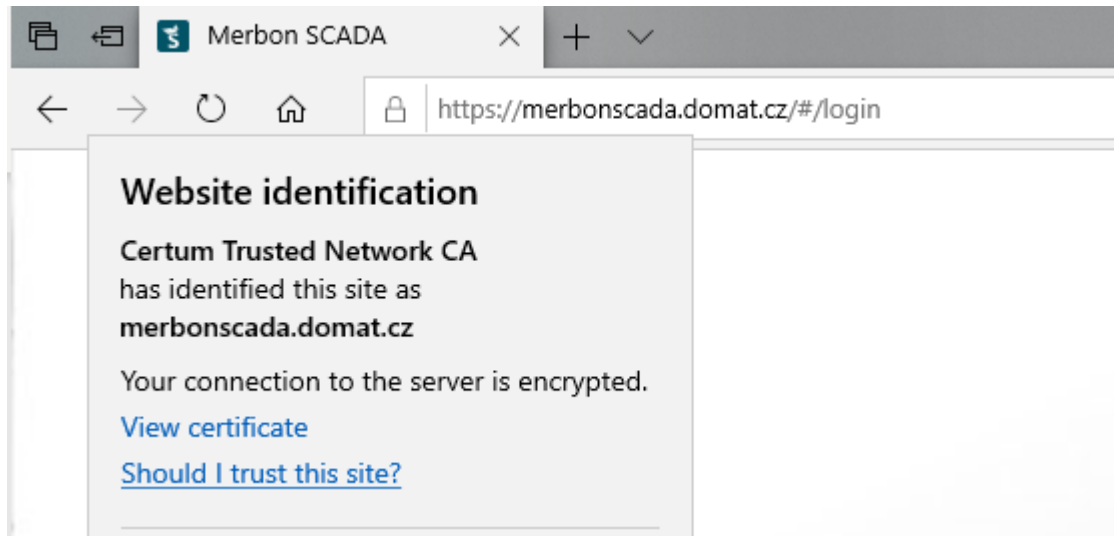 Merbon SCADA
https://merbonscada.domat.cz/#/login
Website identification
Certum Trusted Network CA
has identified this site as
merbonscada.domat.cz
Your connection to the server is encrypted.
View certificate
Should I trust this site?